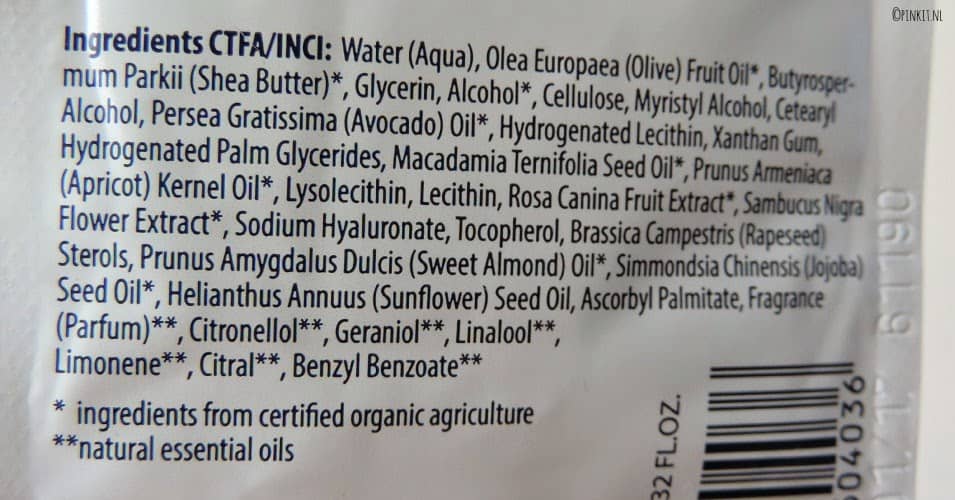 ©PINKIT.NL
Ingredients CTFA/INCI: Water (Aqua), Olea Europaea (Olive) Fruit Oil*, Butyrosper-
mum Parkii (Shea Butter)*, Glycerin, Alcohol*, Cellulose, Myristyl Alcohol, Cetearyl
Alcohol, Persea Gratissima (Avocado) Oil*, Hydrogenated Lecithin, Xanthan Gum,
Hydrogenated Palm Glycerides, Macadamia Ternifolia Seed Oil*, Prunus Armeniaca
(Apricot) Kernel Oil*, Lysolecithin, Lecithin, Rosa Canina Fruit Extract*, Sambucus Nigra
Flower Extract*, Sodium Hyaluronate, Tocopherol, Brassica Campestris (Rapeseed)
Sterols, Prunus Amygdalus Dulcis (Sweet Almond) Oil*, Simmondsia Chinensis (Jojoba)
Seed Oil*, Helianthus Annuus (Sunflower) Seed Oil, Ascorbyl Palmitate, Fragrance
(Parfum)**, Citronellol**, Geraniol**, Linalool**,
Limonene**, Citral**, Benzyl Benzoate**
* ingredients from certified organic agriculture
**natural essential oils
32 FL.OZ.
04036